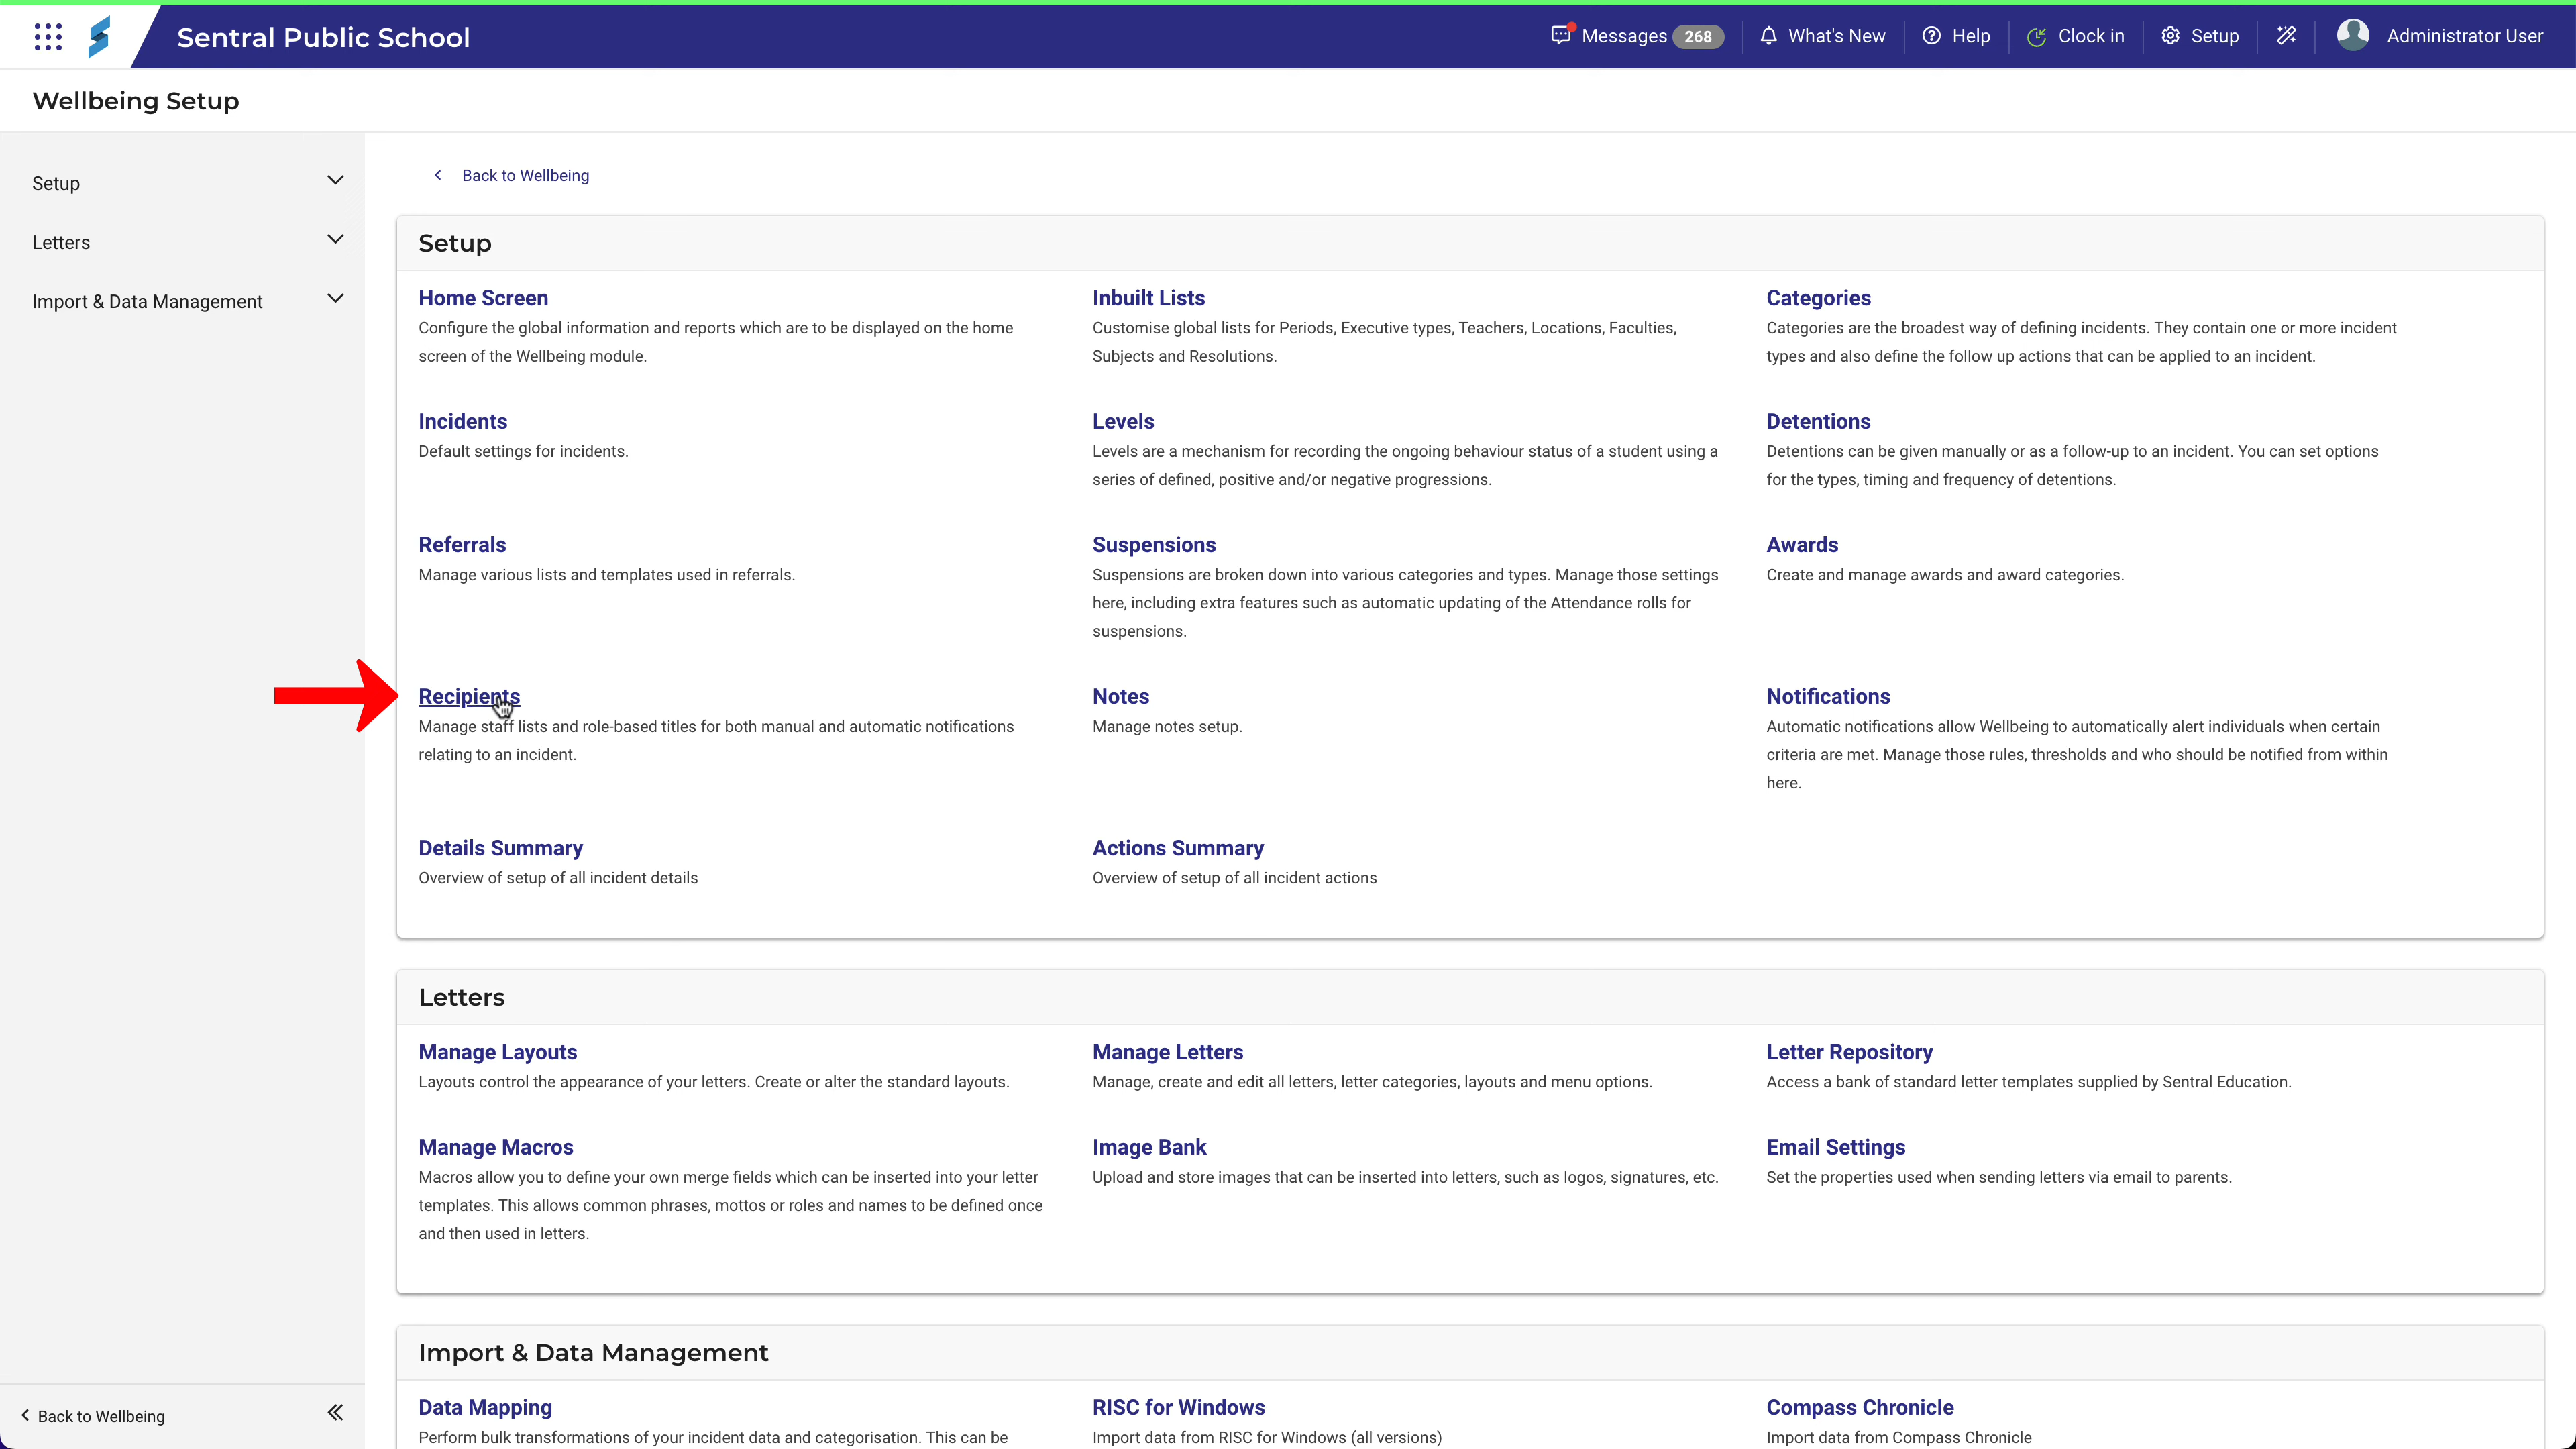 Sentral Public School
Messages 268
What's New
Help
Clock in
Setup
Administrator User
Wellbeing Setup
Setup
Letters
Import & Data Management
Back to Wellbeing
Setup
Home Screen
Configure the global information and reports which are to be displayed on the home
screen of the Wellbeing module.
Inbuilt Lists
Customise global lists for Periods, Executive types, Teachers, Locations, Faculties,
Subjects and Resolutions.
Categories
Categories are the broadest way of defining incidents. They contain one or more incident
types and also define the follow up actions that can be applied to an incident.
Incidents
Default settings for incidents.
Levels
Levels are a mechanism for recording the ongoing behaviour status of a student using a
series of defined, positive and/or negative progressions.
Detentions
Detentions can be given manually or as a follow-up to an incident. You can set options
for the types, timing and frequency of detentions.
Referrals
Manage various lists and templates used in referrals.
Suspensions
Suspensions are broken down into various categories and types. Manage those settings
here, including extra features such as automatic updating of the Attendance rolls for
suspensions.
Awards
Create and manage awards and award categories.
Recipients
Manage staff lists and role-based titles for both manual and automatic notifications
relating to an incident.
Notes
Manage notes setup.
Notifications
Automatic notifications allow Wellbeing to automatically alert individuals when certain
criteria are met. Manage those rules, thresholds and who should be notified from within
here.
Details Summary
Overview of setup of all incident details
Actions Summary
Overview of setup of all incident actions
Letters
Manage Layouts
Layouts control the appearance of your letters. Create or alter the standard layouts.
Manage Letters
Manage, create and edit all letters, letter categories, layouts and menu options.
Letter Repository
Access a bank of standard letter templates supplied by Sentral Education.
Manage Macros
Macros allow you to define your own merge fields which can be inserted into your letter
templates. This allows common phrases, mottos or roles and names to be defined once
and then used in letters.
Image Bank
Upload and store images that can be inserted into letters, such as logos, signatures, etc.
Email Settings
Set the properties used when sending letters via email to parents.
Import & Data Management
Data Mapping
Perform bulk transformations of your incident data and categorisation. This can be
RISC for Windows
Import data from RISC for Windows (all versions)
Compass Chronicle
Import data from Compass Chronicle
Back to Wellbeing